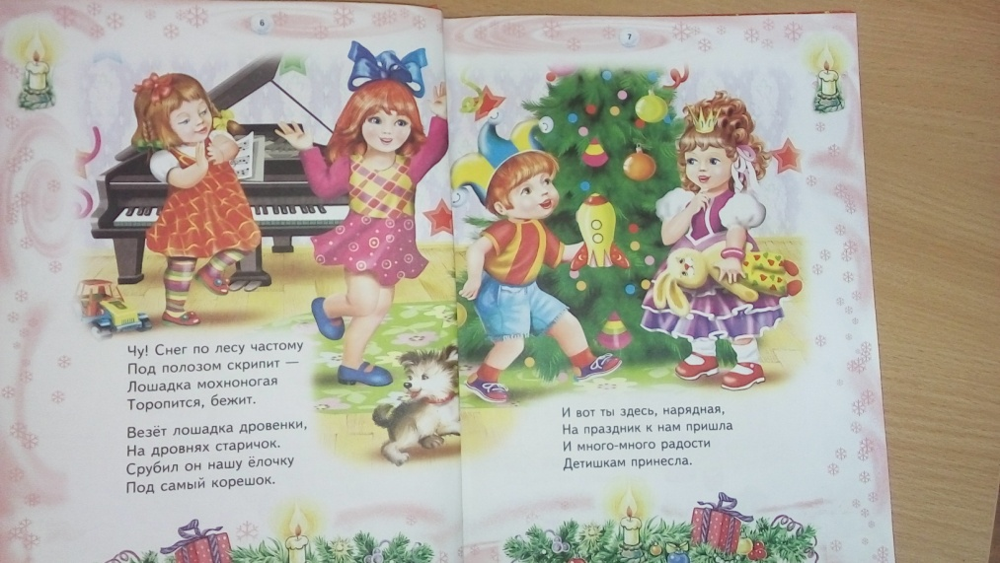 6
Чу! Снег по лесу частому
Под полозом скрипит —
Лошадка мохноногая
Торопится, бежит.
Везёт лошадка дровенки,
На дровнях старичок.
Срубил он нашу ёлочку
Под самый корешок.
7
И вот ты здесь, нарядная,
На праздник к нам пришла
И много-много радости
Детишкам принесла.